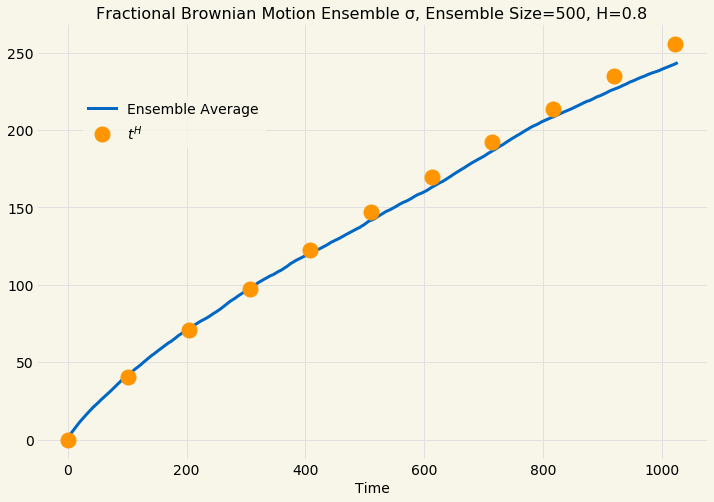 Fractional Brownian Motion Ensemble σ, Ensemble Size=500, H=0.8
250
200
150
100
50
0
Ensemble Average
t^H
0 200 400 600 800 1000
Time